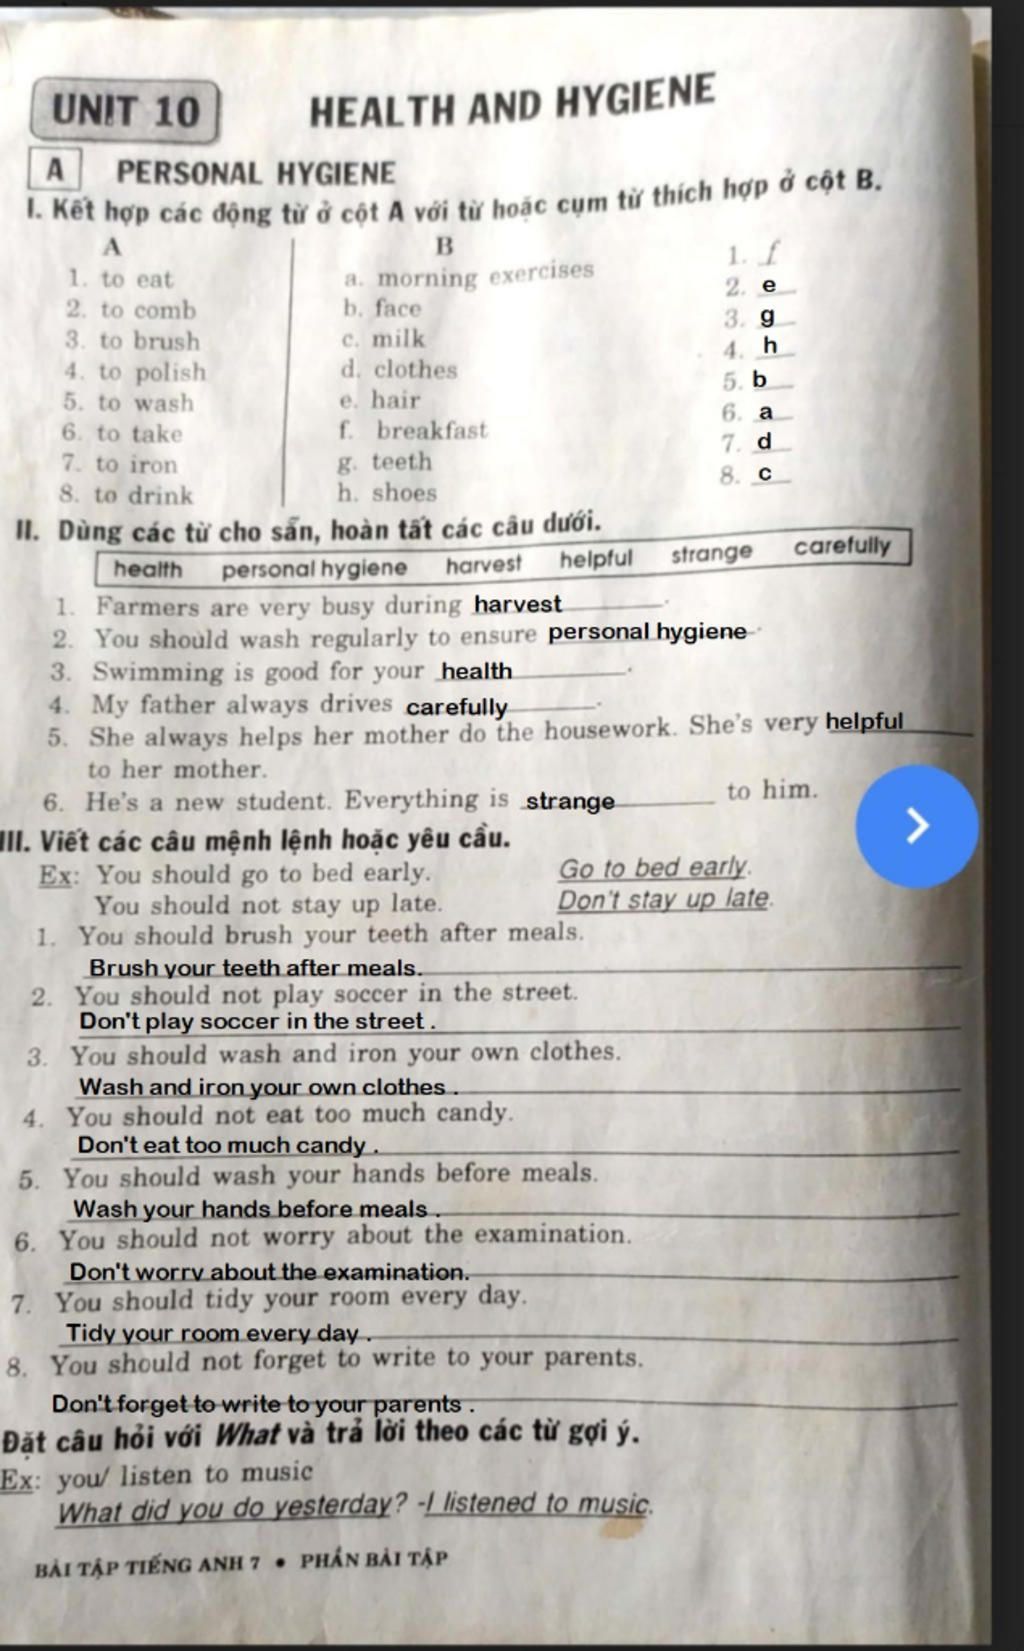 UNIT 10 HEALTH AND HYGIENE
A PERSONAL HYGIENE
I. Kết hợp các động từ ở cột A với từ hoặc cụm từ thích hợp ở cột B.
A B
1. to eat a. morning exercises 1. f
2. to comb b. face 2. e
3. to brush c. milk 3. g
4. to polish d. clothes 4. h
5. to wash e. hair 5. b
6. to take f. breakfast 6. a
7. to iron g. teeth 7. d
8. to drink h. shoes 8. c
II. Dùng các từ cho sẵn, hoàn tất các câu dưới.
health personal hygiene harvest helpful strange carefully
1. Farmers are very busy during harvest.
2. You should wash regularly to ensure personal hygiene.
3. Swimming is good for your health.
4. My father always drives carefully.
5. She always helps her mother do the housework. She's very helpful
to her mother.
6. He's a new student. Everything is strange to him.
III. Viết các câu mệnh lệnh hoặc yêu cầu.
Ex: You should go to bed early. Go to bed early.
You should not stay up late. Don't stay up late.
1. You should brush your teeth after meals.
Brush your teeth after meals.
2. You should not play soccer in the street.
Don't play soccer in the street .
3. You should wash and iron your own clothes.
Wash and iron your own clothes .
4. You should not eat too much candy.
Don't eat too much candy .
5. You should wash your hands before meals.
Wash your hands before meals .
6. You should not worry about the examination.
Don't worry about the examination.
7. You should tidy your room every day.
Tidy your room every day .
8. You should not forget to write to your parents.
Don't forget to write to your parents .
Đặt câu hỏi với What và trả lời theo các từ gợi ý.
Ex: you/ listen to music
What did you do yesterday? -I listened to music.
BÀI TẬP TIẾNG ANH 7 • PHẦN BÀI TẬP